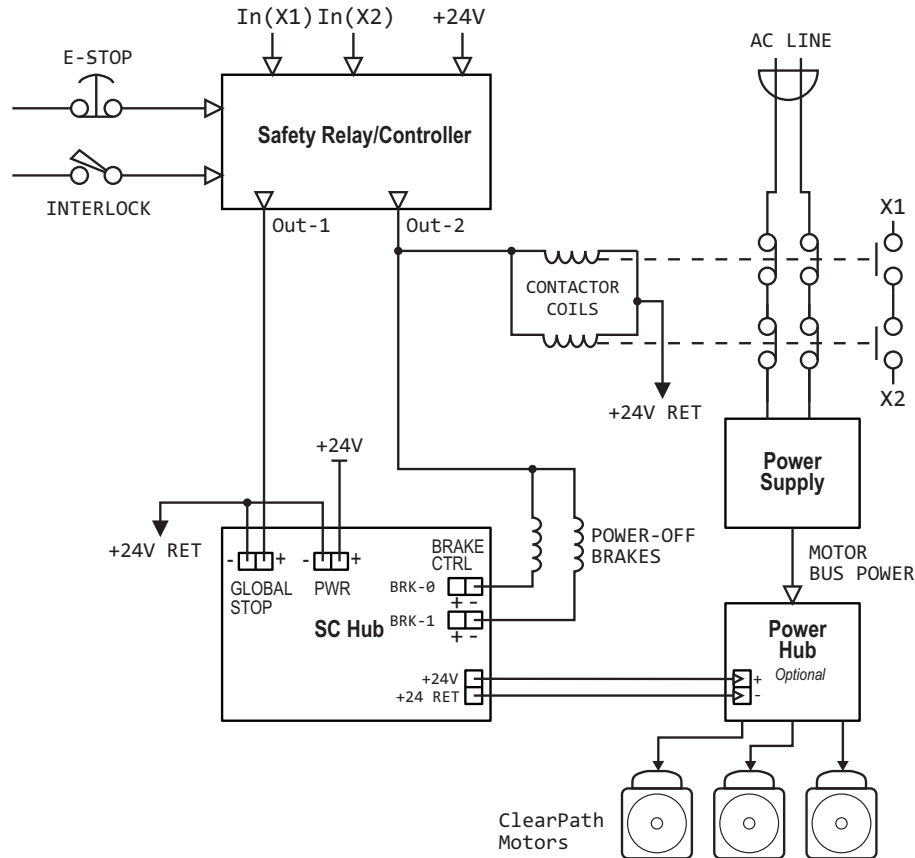 In(X1) In(X2) +24V
AC LINE
E-STOP
Safety Relay/Controller
INTERLOCK
X1
Out-1
Out-2
CONTACTOR
COILS
X2
+24V RET
+24V
Power
Supply
+24V RET
POWER-OFF
BRAKES
MOTOR
BUS POWER
- + - +
BRAKE
CTRL
GLOBAL
STOP
PWR
BRK-0
+ -
SC Hub
BRK-1
+ -
Power
Hub
Optional
+24V
+
+24 RET
-
ClearPath
Motors